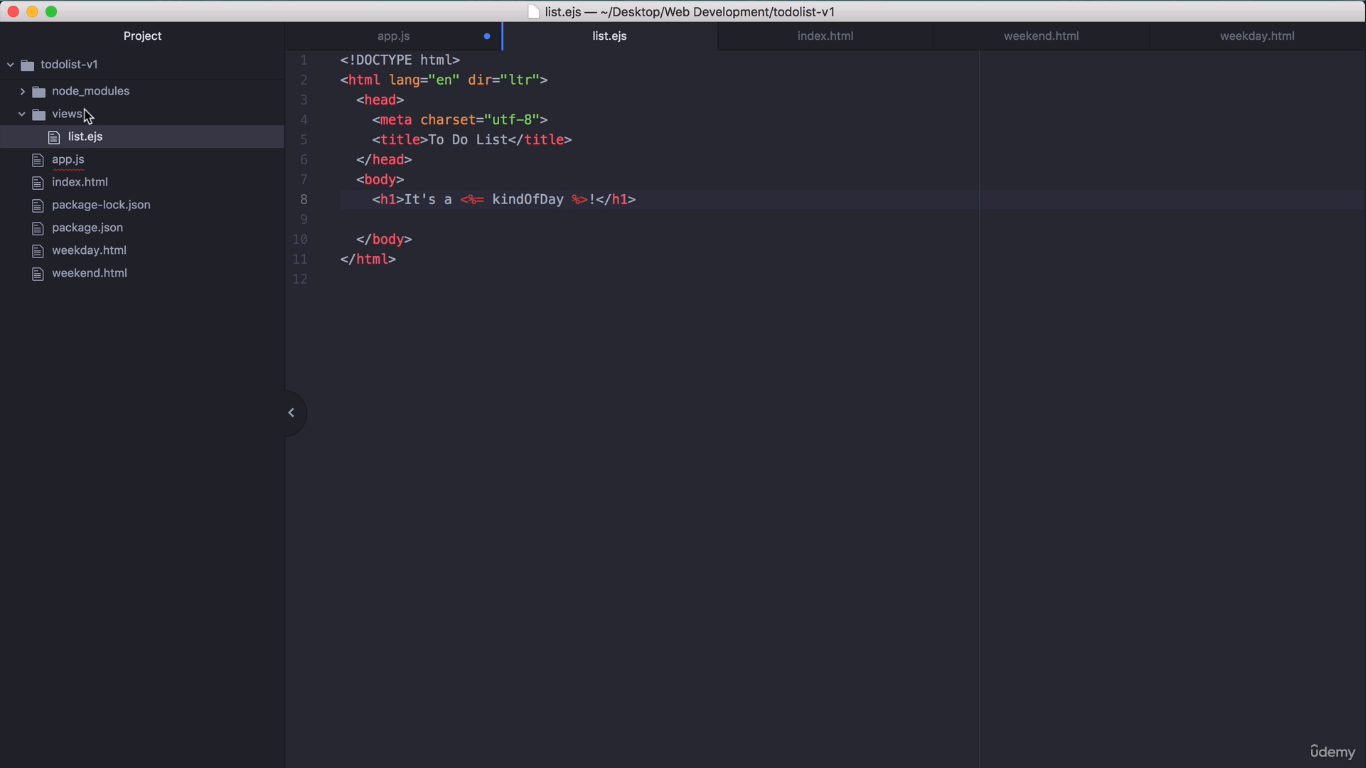 list.ejs — ~/Desktop/Web Development/todolist-v1
Project
app.js
list.ejs
index.html
weekend.html
weekday.html
todolist-v1
node_modules
views
list.ejs
app.js
index.html
package-lock.json
package.json
weekday.html
weekend.html
1 <!DOCTYPE html>
2 <html lang="en" dir="ltr">
3 <head>
4 <meta charset="utf-8">
5 <title>To Do List</title>
6 </head>
7 <body>
8 <h1>It's a <%= kindOfDay %>!</h1>
9
10 </body>
11 </html>
12
ûdemy